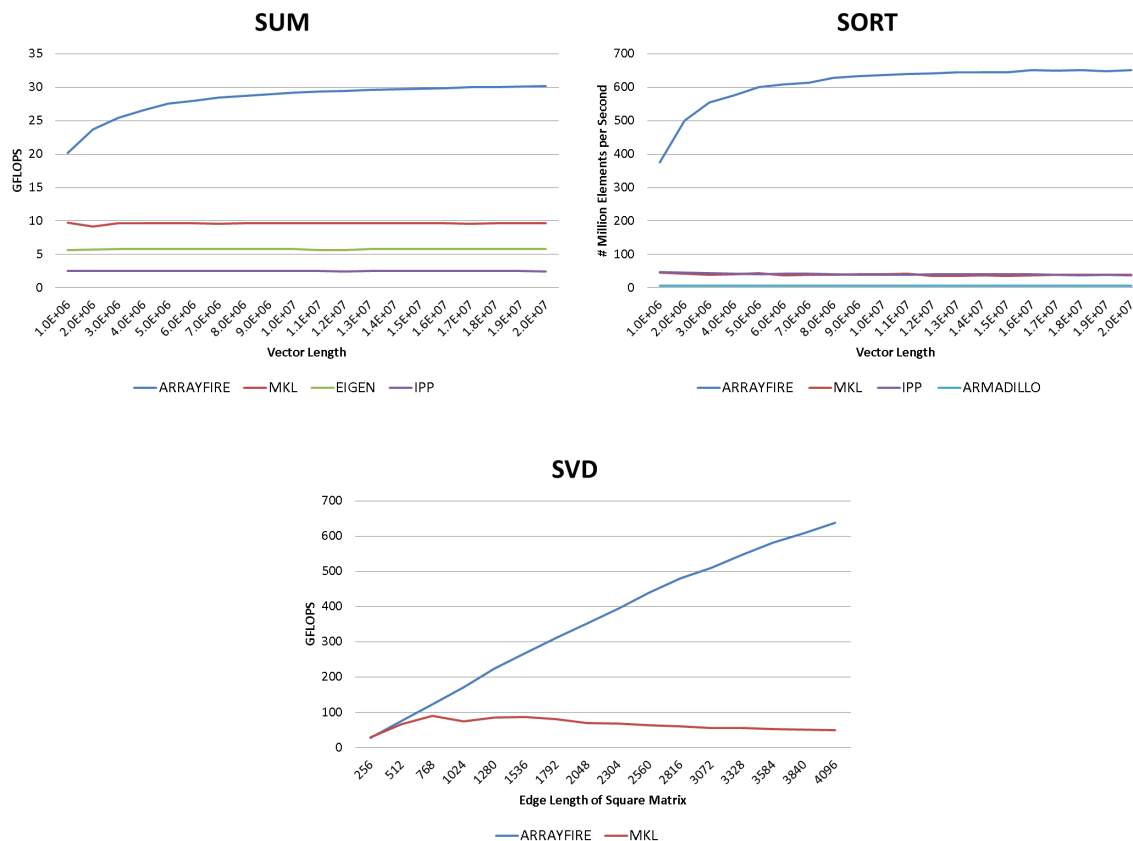 SUM
35
30
25
20
15
10
5
0
GFLOPS
1.0E+06 2.0E+06 3.0E+06 4.0E+06 5.0E+06 6.0E+06 7.0E+06 8.0E+06 9.0E+06 1.0E+07 1.1E+07 1.2E+07 1.3E+07 1.4E+07 1.5E+07 1.6E+07 1.7E+07 1.8E+07 1.9E+07 2.0E+07
Vector Length
ARRAYFIRE MKL EIGEN IPP
SORT
700
600
500
400
300
200
100
0
# Million Elements per Second
1.0E+06 2.0E+06 3.0E+06 4.0E+06 5.0E+06 6.0E+06 7.0E+06 8.0E+06 9.0E+06 1.0E+07 1.1E+07 1.2E+07 1.3E+07 1.4E+07 1.5E+07 1.6E+07 1.7E+07 1.8E+07 1.9E+07 2.0E+07
Vector Length
ARRAYFIRE MKL IPP ARMADILLO
SVD
700
600
500
400
300
200
100
0
GFLOPS
256 512 768 1024 1280 1536 1792 2048 2304 2560 2816 3072 3328 3584 3840 4096
Edge Length of Square Matrix
ARRAYFIRE MKL